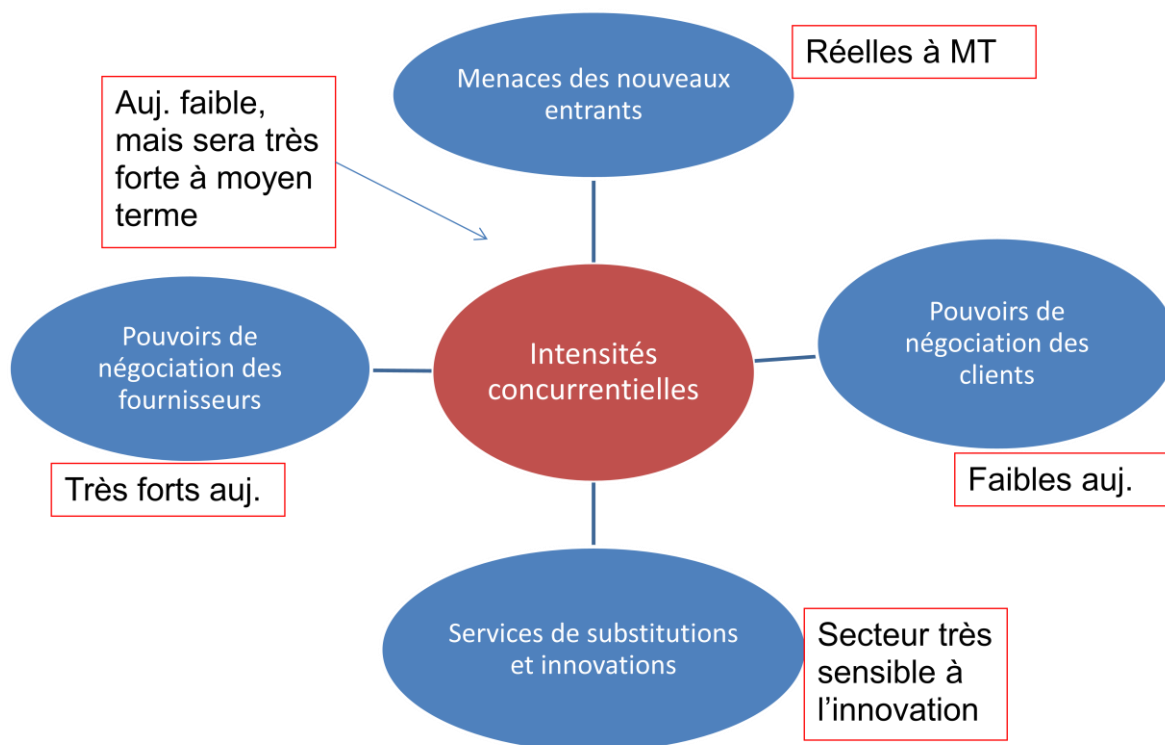 Menaces des nouveaux
entrants
Réelles à MT
Auj. faible,
mais sera très
forte à moyen
terme
Pouvoirs de
négociation des
fournisseurs
Très forts auj.
Intensités
concurrentielles
Pouvoirs de
négociation des
clients
Faibles auj.
Services de substitutions
et innovations
Secteur très
sensible à
l’innovation